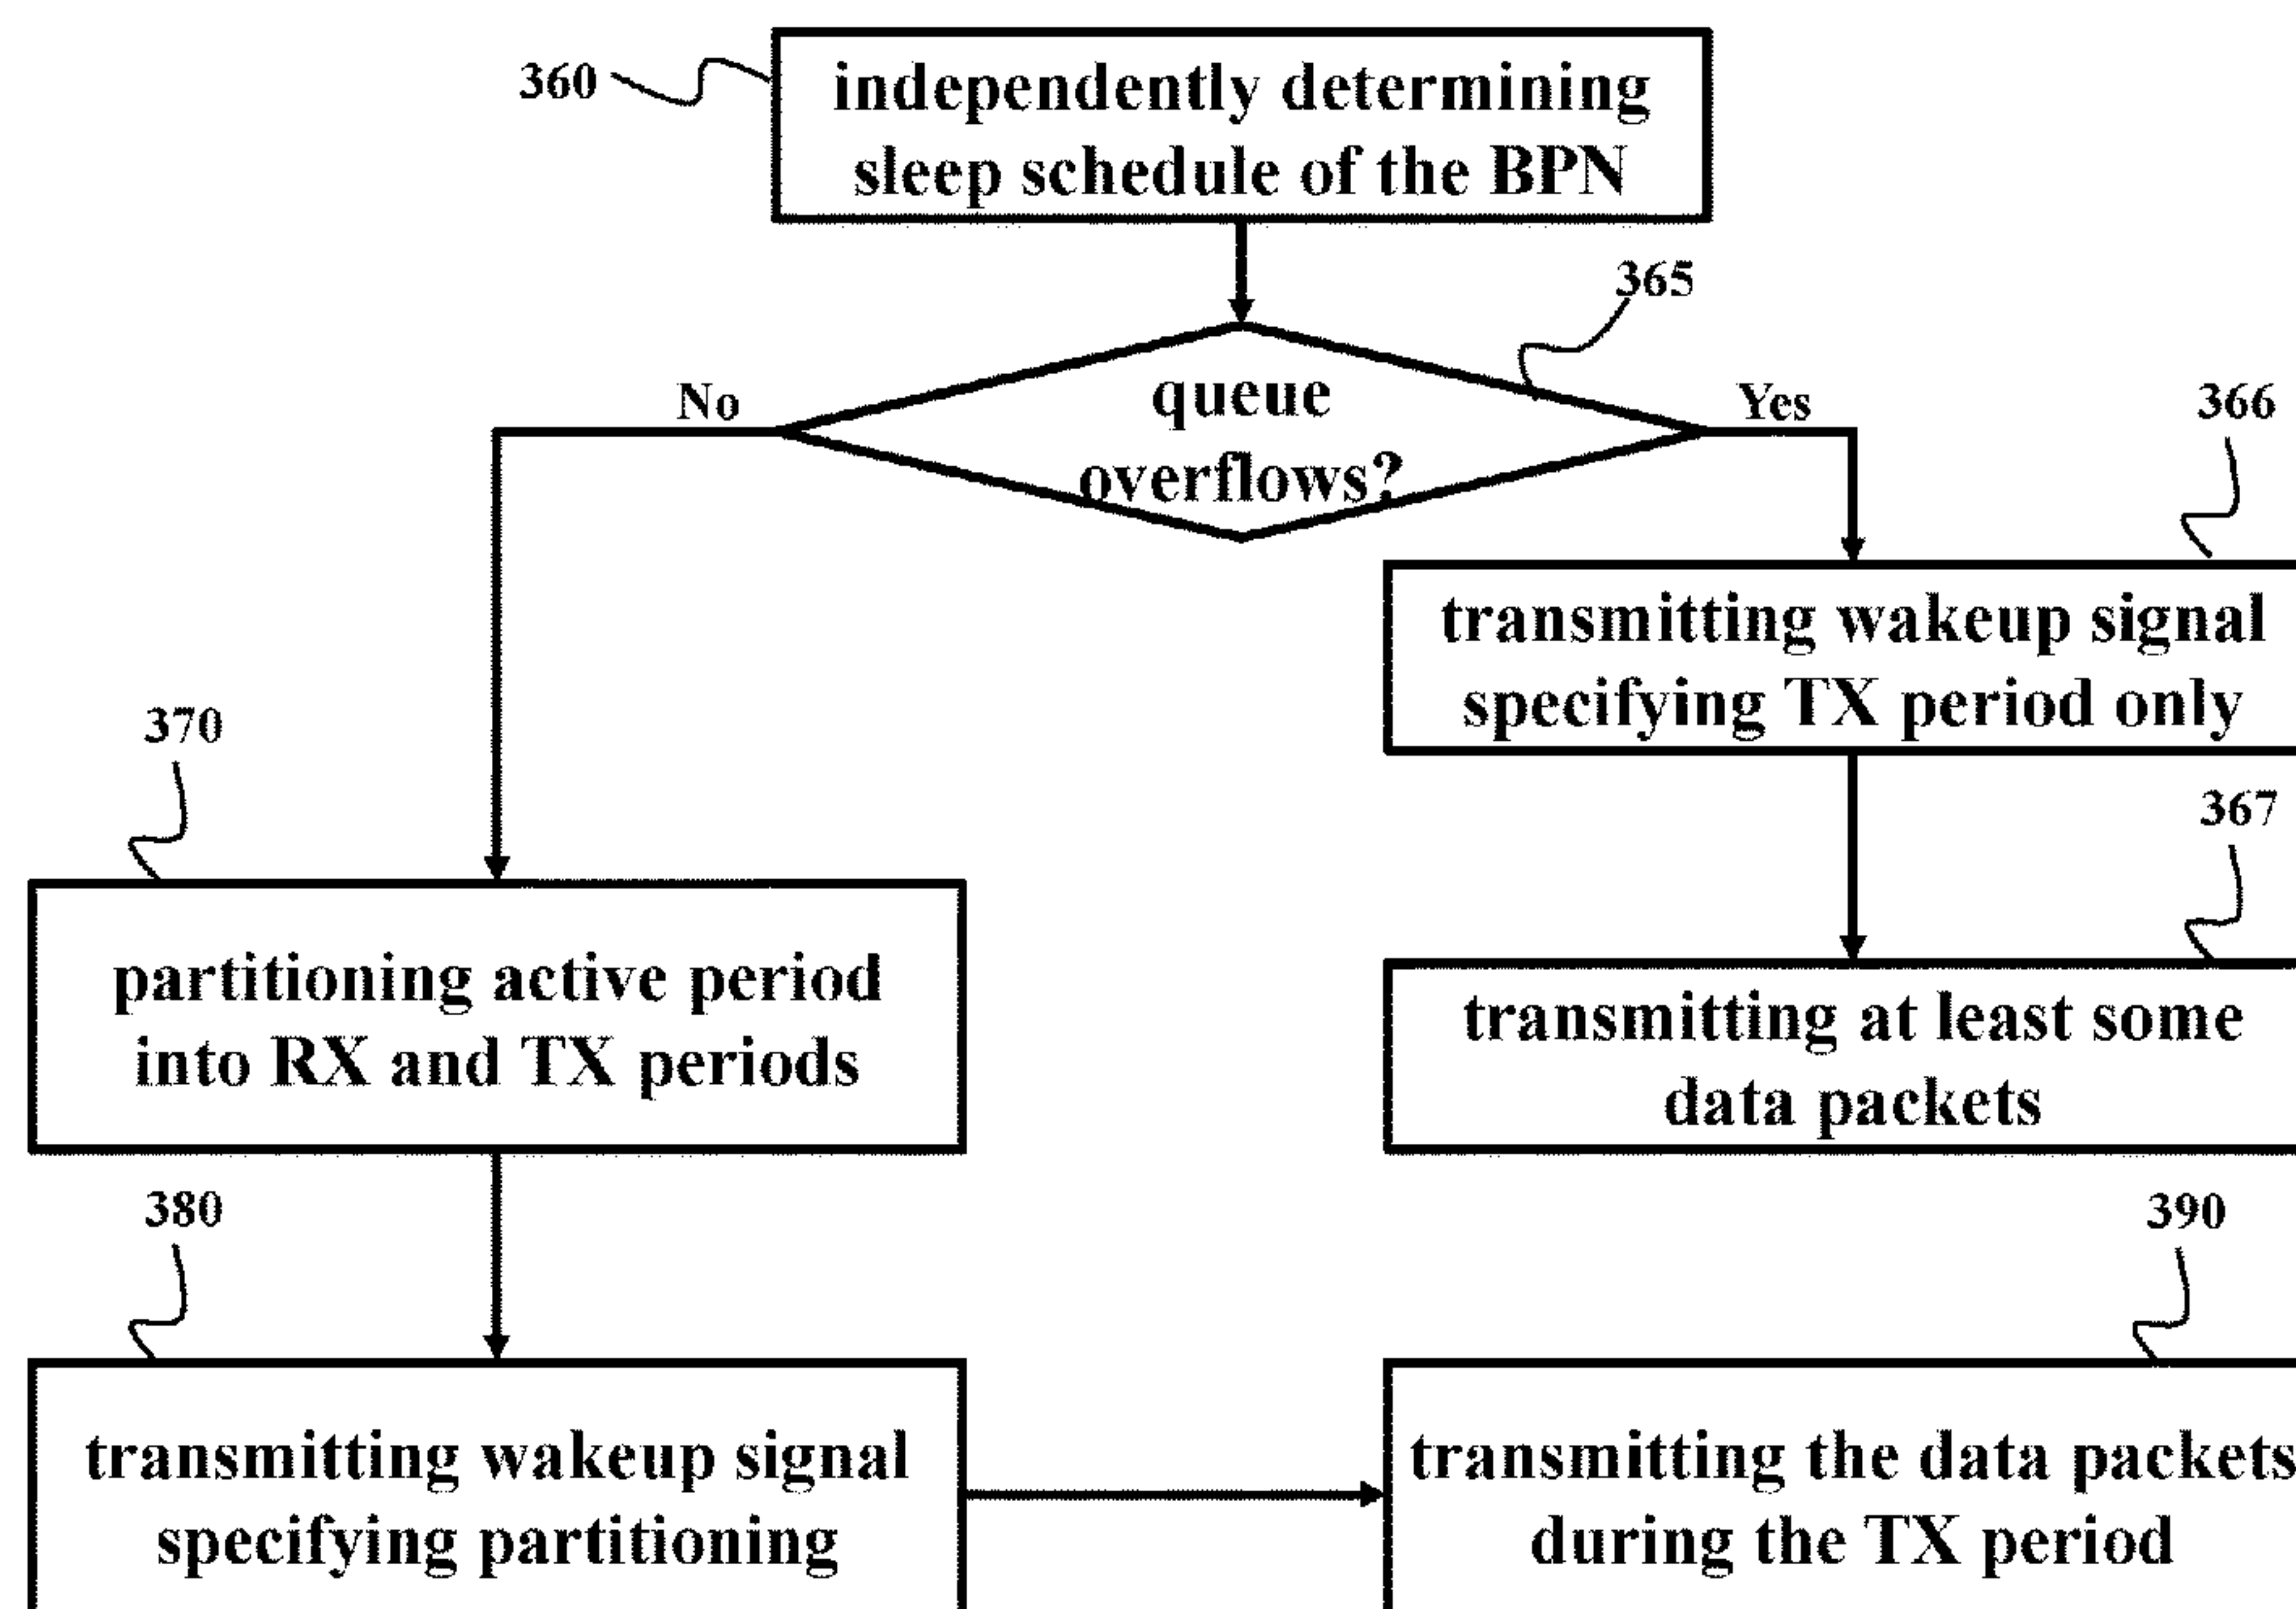 360
independently determining
sleep schedule of the BPN
365
queue
overflows?
No
Yes
366
transmitting wakeup signal
specifying TX period only
370
367
partitioning active period
into RX and TX periods
transmitting at least some
data packets
380
390
transmitting wakeup signal
specifying partitioning
transmitting the data packets
during the TX period